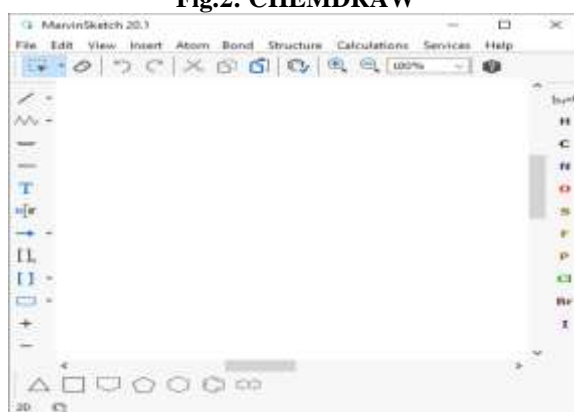 Fig.2: CHEMDRAW
MarvinSketch 20.1
File Edit View Insert Atom Bond Structure Calculations Services Help
100%
H
C
N
T
O
S
F
P
[ ]
Cl
Br
+
I
2D